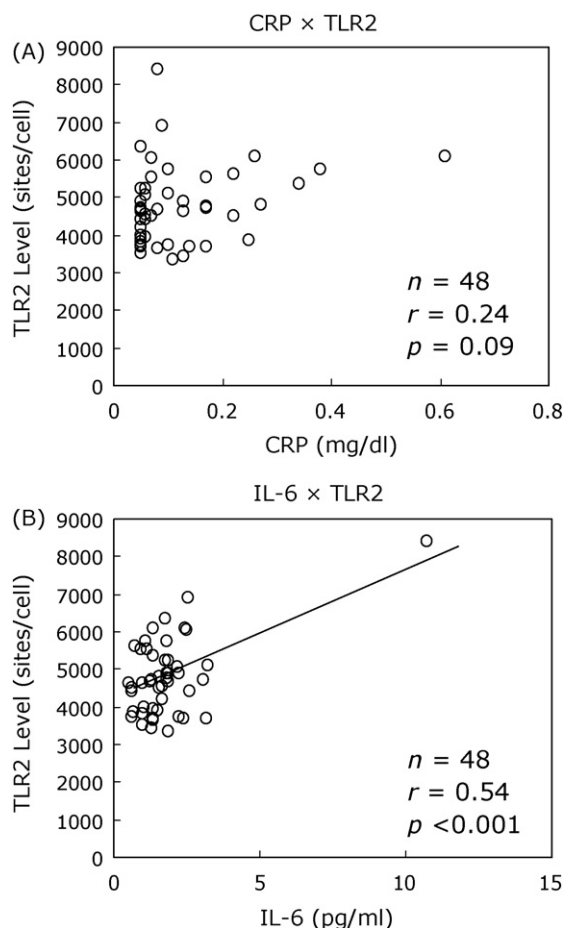 CRP × TLR2
(A)
TLR2 Level (sites/cell)
9000
8000
7000
6000
5000
4000
3000
2000
1000
0
n = 48
r = 0.24
p = 0.09
0 0.2 0.4 0.6 0.8
CRP (mg/dl)
IL-6 × TLR2
(B)
TLR2 Level (sites/cell)
9000
8000
7000
6000
5000
4000
3000
2000
1000
0
n = 48
r = 0.54
p <0.001
0 5 10 15
IL-6 (pg/ml)